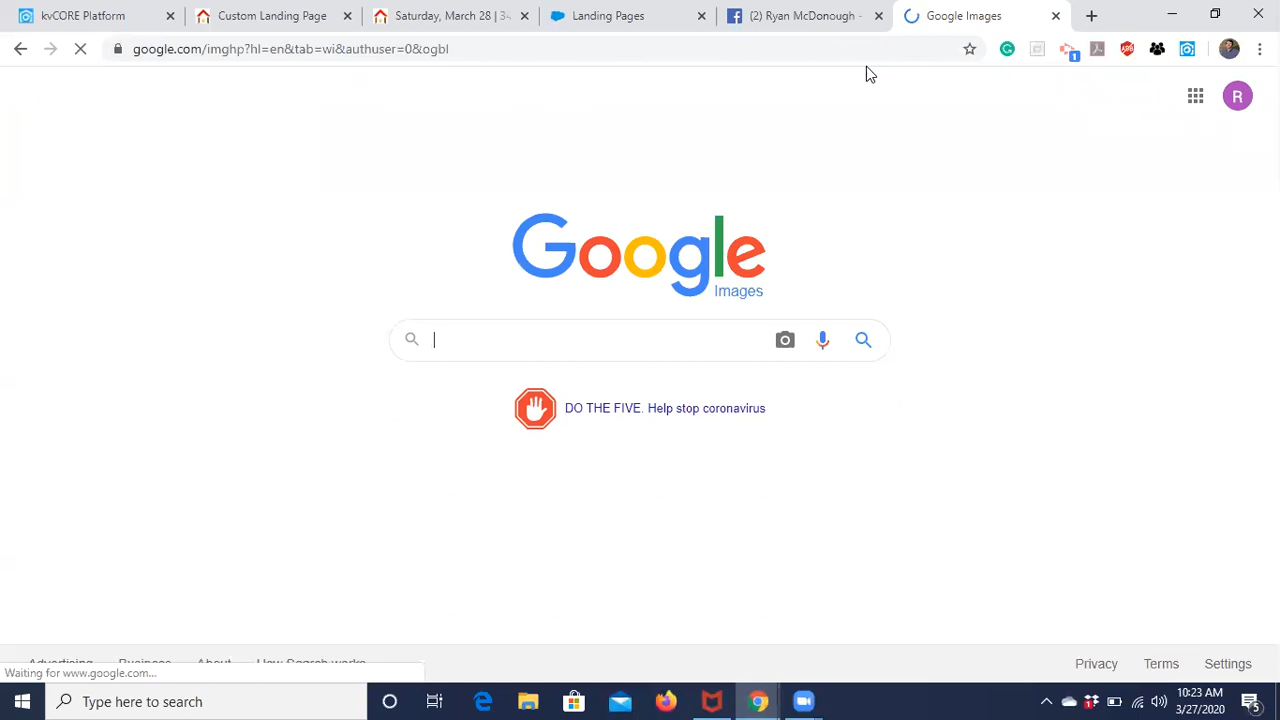 kvCORE Platform
Custom Landing Page
Saturday, March 28 | 34
Landing Pages
(2) Ryan McDonough -
Google Images
google.com/imghp?hl=en&tab=wi&authuser=0&ogbl
1
R
Google
Images
DO THE FIVE. Help stop coronavirus
Advertising
Business
About
How Search works
Privacy
Terms
Settings
Waiting for www.google.com...
Type here to search
10:23 AM
3/27/2020
5